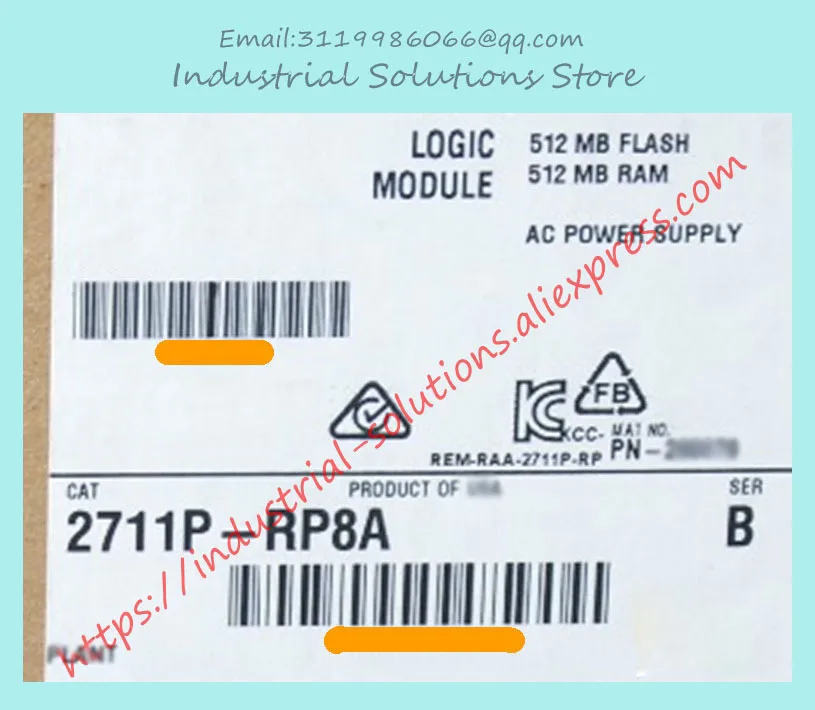 Email:3119986066@qq.com
Industrial Solutions Store
LOGIC MODULE
512 MB FLASH
512 MB RAM
AC POWER SUPPLY
https://industrial-solutions.aliexpress.com
FB
KCC-
REM-RAA-2711P-RP
MAT NO.
PN-
CAT
PRODUCT OF USA
SER
2711P-RP8A
B
PLANT